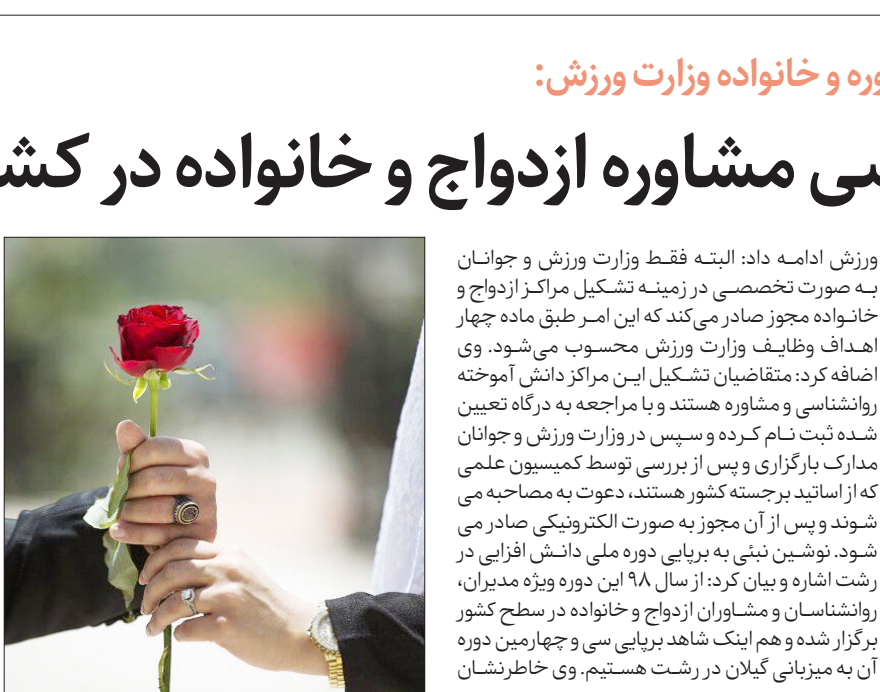 وره و خانواده وزارت ورزش:
سی مشاوره ازدواج و خانواده در کش
ورزش ادامه داد: البته فقط وزارت ورزش و جوانان
به صورت تخصصی در زمینه تشکیل مراکز ازدواج و
خانواده مجوز صادر می‌کند که این امر طبق ماده چهار
اهداف وظایف وزارت ورزش محسوب می‌شود. وی
اضافه کرد: متقاضیان تشکیل این مراکز دانش آموخته
روانشناسی و مشاوره هستند و با مراجعه به درگاه تعیین
شده ثبت نام کرده و سپس در وزارت ورزش و جوانان
مدارک بارگزاری و پس از بررسی توسط کمیسیون علمی
که از اساتید برجسته کشور هستند، دعوت به مصاحبه می
شوند و پس از آن مجوز به صورت الکترونیکی صادر می
شود. نوشین نبئی به برپایی دوره ملی دانش افزایی در
رشت اشاره و بیان کرد: از سال ۹۸ این دوره ویژه مدیران،
روانشناسان و مشاوران ازدواج و خانواده در سطح کشور
برگزار شده و هم اینک شاهد برپایی سی و چهارمین دوره
آن به میزبانی گیلان در رشت هستیم. وی خاطرنشان